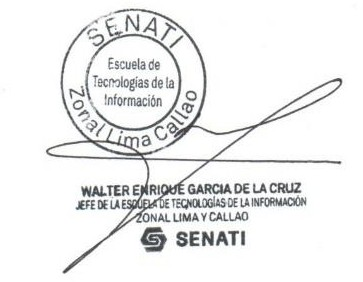 SENATI
Escuela de
Tecnologías de la
Información
Zonal Lima Callao
WALTER ENRIQUE GARCIA DE LA CRUZ
JEFE DE LA ESCUELA DE TECNOLOGÍAS DE LA INFORMACIÓN
ZONAL LIMA Y CALLAO
SENATI